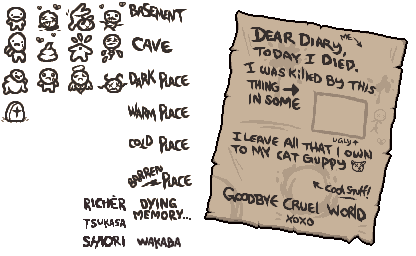 BASEMENT
CAVE
DARK PLACE
WARM PLACE
COLD PLACE
BARREN PLACE
RICHÈR DYING
MEMORY...
TSUKASA
SHIORI WAKABA
DEAR DIARY,
ME
TODAY I DIED.
I WAS KILLED BY THIS
THING →
IN SOME
UGLY↑
I LEAVE ALL THAT I OWN
TO MY CAT GUPPY
↖ COOL STUFF!
GOODBYE CRUEL WORLD
XOXO